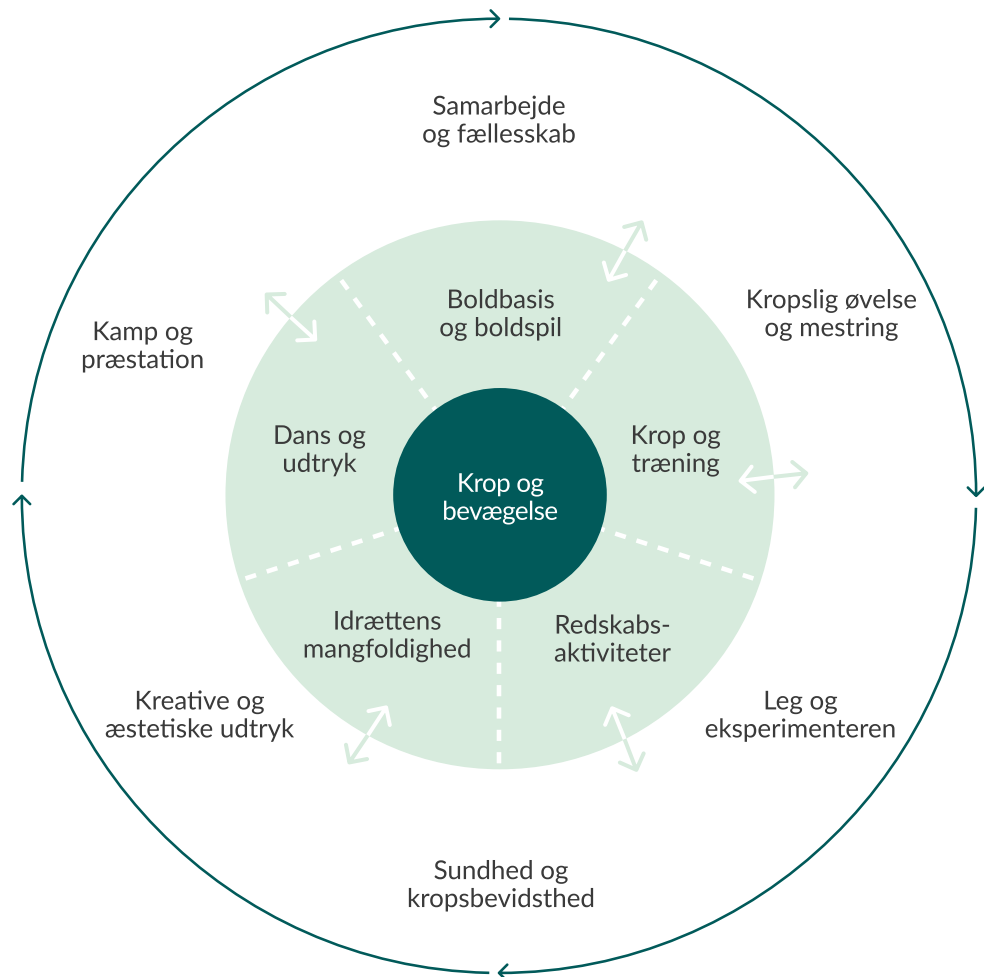 Samarbejde
og fællesskab
Boldbasis
og boldspil
Kropslig øvelse
og mestring
Kamp og
præstation
Dans og
udtryk
Krop og
træning
Krop og
bevægelse
Idrættens
mangfoldighed
Redskabs-
aktiviteter
Kreative og
æstetiske udtryk
Leg og
eksperimenteren
Sundhed og
kropsbevidsthed